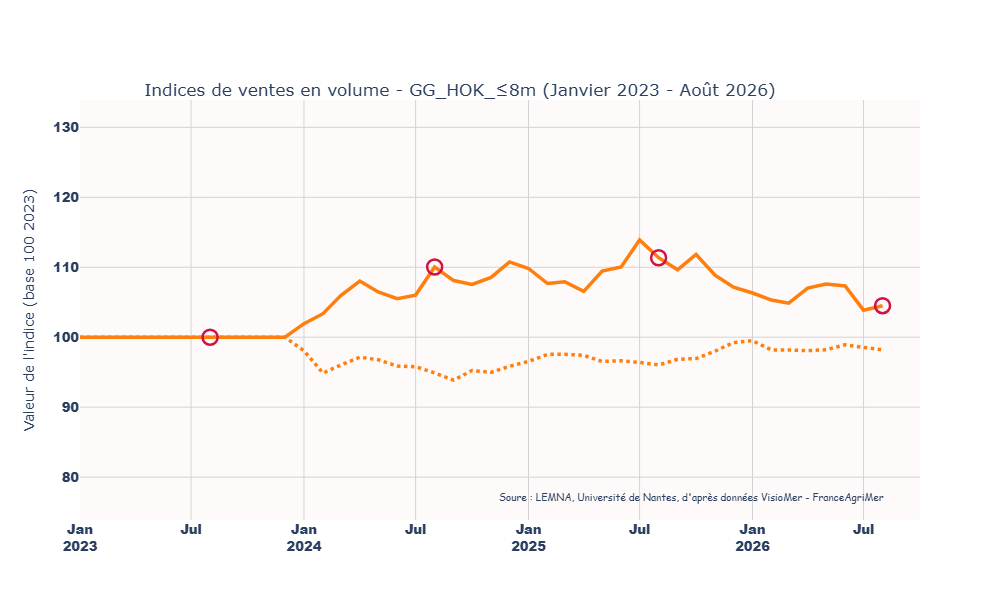 Indices de ventes en volume - GG_HOK_≤8m (Janvier 2023 - Août 2026)
Valeur de l'indice (base 100 2023)
130
120
110
100
90
80
Soure : LEMNA, Université de Nantes, d'après données VisioMer - FranceAgriMer
Jan Jul Jan Jul Jan Jul Jan Jul
2023 2024 2025 2026